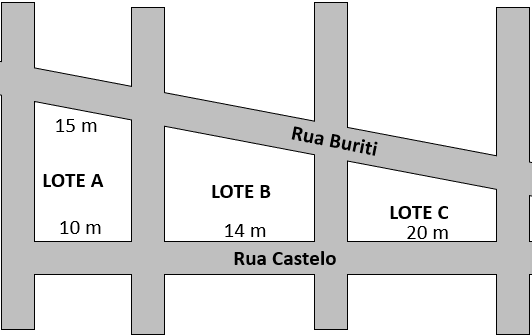 15 m
Rua Buriti
LOTE A
LOTE B
LOTE C
10 m
14 m
20 m
Rua Castelo